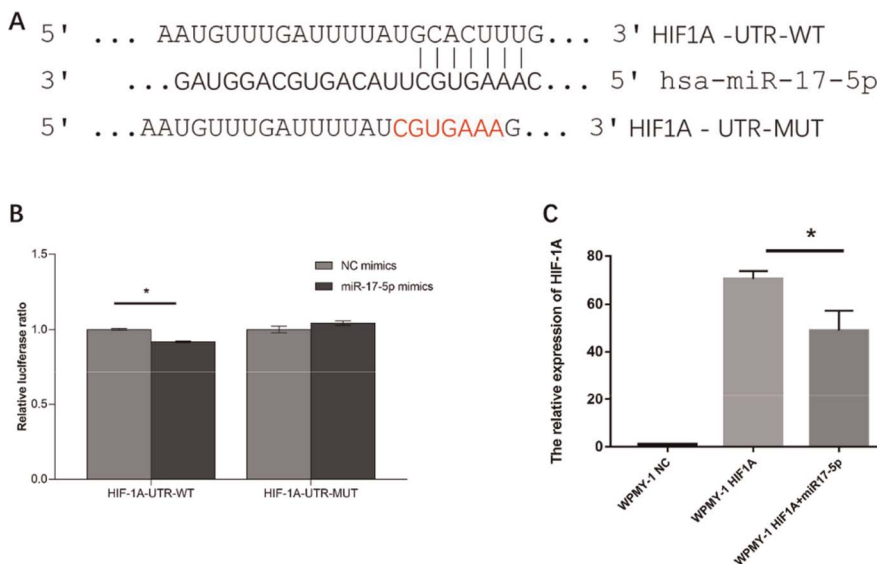 A
5' ... AAUGUUUGAUUUUAUGCACUUUG... 3' HIF1A -UTR-WT
3' ...GAUGGACGUGACAUUCGUGAAAC 5' hsa-miR-17-5p
5' ...AAUGUUUGAUUUUAUCGUGAAAG... 3' HIF1A - UTR-MUT
B
Relative luciferase ratio
1.5
1.0
0.5
0.0
*
NC mimics
miR-17-5p mimics
HIF-1A-UTR-WT
HIF-1A-UTR-MUT
C
The relative expression of HIF-1A
80
60
40
20
0
*
WPMY-1 NC
WPMY-1 HIF1A
WPMY-1 HIF1A+miR17-5p